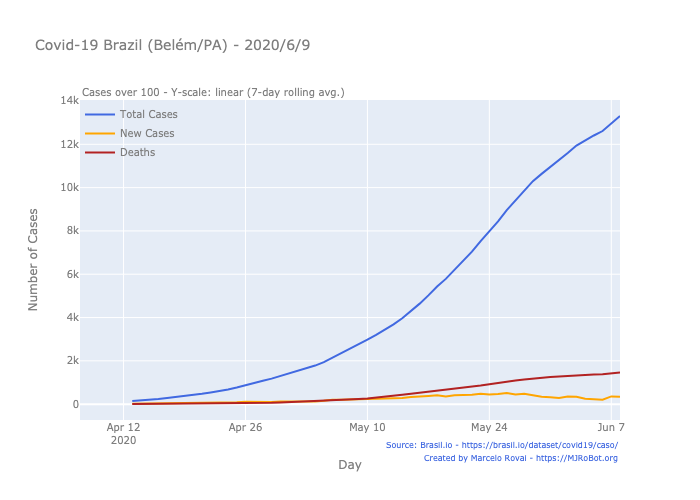 Covid-19 Brazil (Belém/PA) - 2020/6/9
Cases over 100 - Y-scale: linear (7-day rolling avg.)
14k
12k
10k
8k
6k
4k
2k
0
Total Cases
New Cases
Deaths
Number of Cases
Apr 12
2020
Apr 26
May 10
May 24
Jun 7
Day
Source: Brasil.io - https://brasil.io/dataset/covid19/caso/
Created by Marcelo Rovai - https://MJRoBot.org